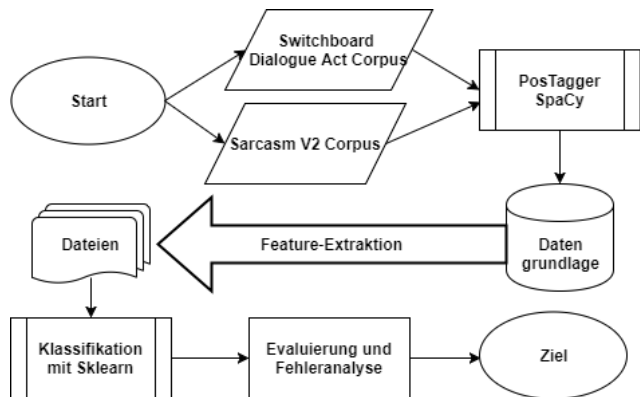 Switchboard
Dialogue Act Corpus
Start
PosTagger
SpaCy
Sarcasm V2 Corpus
Dateien
Feature-Extraktion
Daten
grundlage
Klassifikation
mit Sklearn
Evaluierung und
Fehleranalyse
Ziel